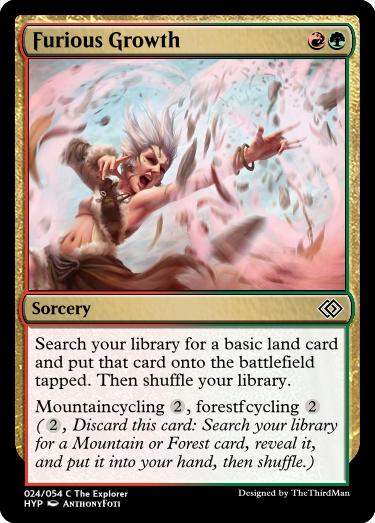 Furious Growth
Sorcery
Search your library for a basic land card
and put that card onto the battlefield
tapped. Then shuffle your library.
Mountaincycling 2, forestfcycling 2
( 2, Discard this card: Search your library
for a Mountain or Forest card, reveal it,
and put it into your hand, then shuffle.)
024/054 C The Explorer
Designed by TheThirdMan
HYP AnthonyFoti